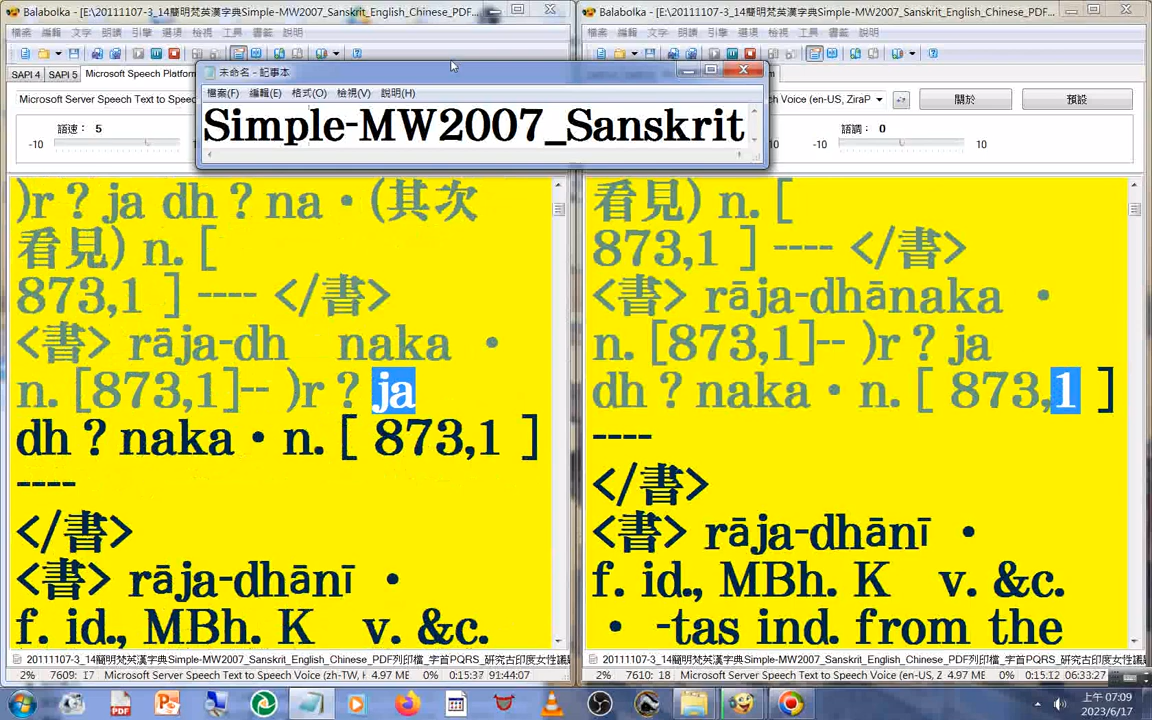 Balabolka - [E:\20111107-3_14簡明梵英漢字典Simple-MW2007_Sanskrit_English_Chinese_PDF...
檔案 編輯 文字 朗讀 引擎 選項 檢視 工具 書籤 說明
SAPI 4 SAPI 5 Microsoft Speech Platform
Microsoft Server Speech Text to Spee
語速： 5
-10
未命名 - 記事本
檔案(F) 編輯(E) 格式(O) 檢視(V) 說明(H)
Simple-MW2007_Sanskrit
)r ? ja dh ? na • (其次
看見) n. [
873,1 ] ---- </書>
<書> rāja-dh naka •
n. [873,1]-- )r ? ja
dh ? naka • n. [ 873,1 ]
----
</書>
<書> rāja-dhānī •
f. id., MBh. K v. &c.
20111107-3_14簡明梵英漢字典Simple-MW2007_Sanskrit_English_Chinese_PDF列印檔_字首PQRS_研究古印度女性議
2% 7609: 17 Microsoft Server Speech Text to Speech Voice (zh-TW, H 4.97 ME 0% 0:15:37 91:44:07
Balabolka - [E:\20111107-3_14簡明梵英漢字典Simple-MW2007_Sanskrit_English_Chinese_PDF...
檔案 編輯 文字 朗讀 引擎 選項 檢視 工具 書籤 說明
Voice (en-US, ZiraP
關於
預設
語調： 0
-10
10
看見) n. [
873,1 ] ---- </書>
<書> rāja-dhānaka •
n. [873,1]-- )r ? ja
dh ? naka • n. [ 873,1 ]
----
</書>
<書> rāja-dhānī •
f. id., MBh. K v. &c.
• -tas ind. from the
20111107-3_14簡明梵英漢字典Simple-MW2007_Sanskrit_English_Chinese_PDF列印檔_字首PQRS_研究古印度女性議
2% 7610: 18 Microsoft Server Speech Text to Speech Voice (en-US, 4.97 ME 0% 0:15:12 06:33:27
上午 07:09
2023/6/17